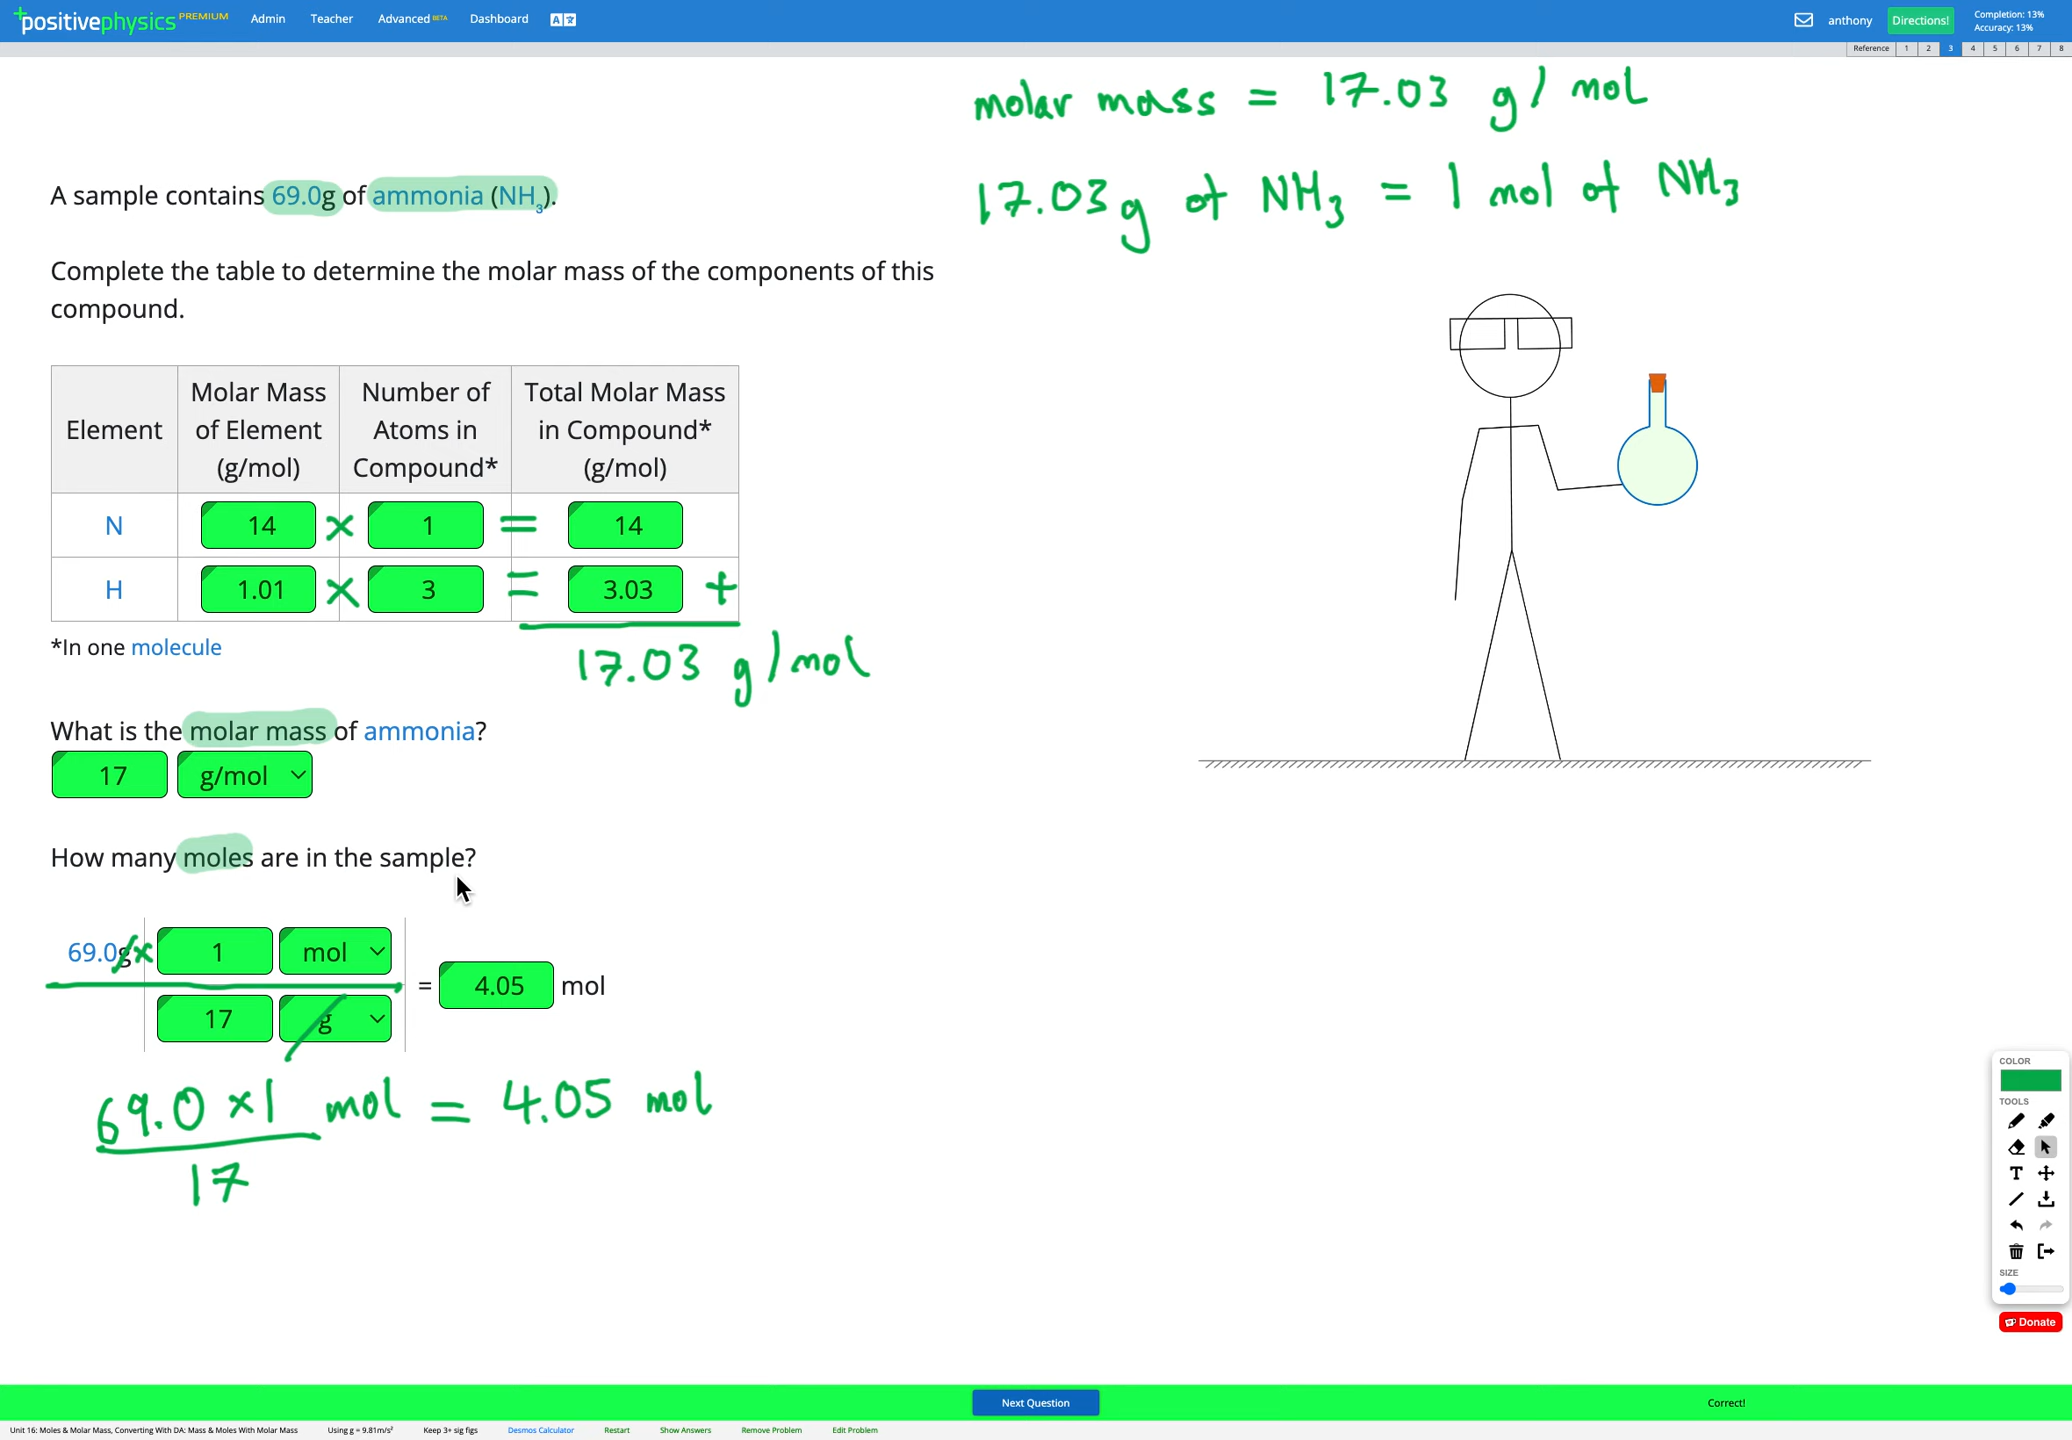 +positivephysics PREMIUM Admin Teacher Advanced BETA Dashboard A anthony Directions! Completion: 13%
Accuracy: 13%
Reference 1 2 3 4 5 6 7 8
molar mass = 17.03 g/mol
17.03g of NH3 = 1 mol of NH3
A sample contains 69.0g of ammonia (NH₃).
Complete the table to determine the molar mass of the components of this
compound.
Element Molar Mass of Element (g/mol) Number of Atoms in Compound* Total Molar Mass in Compound* (g/mol)
N 14 x 1 = 14
H 1.01 x 3 = 3.03 +
*In one molecule
17.03 g/mol
What is the molar mass of ammonia?
17 g/mol
How many moles are in the sample?
69.0g x 1 mol
= 4.05 mol
17 g
69.0 x 1 mol = 4.05 mol
17
COLOR
TOOLS
T
SIZE
Donate
Next Question Correct!
Unit 16: Moles & Molar Mass, Converting With DA: Mass & Moles With Molar Mass Using g = 9.81m/s² Keep 3+ sig figs Desmos Calculator Restart Show Answers Remove Problem Edit Problem